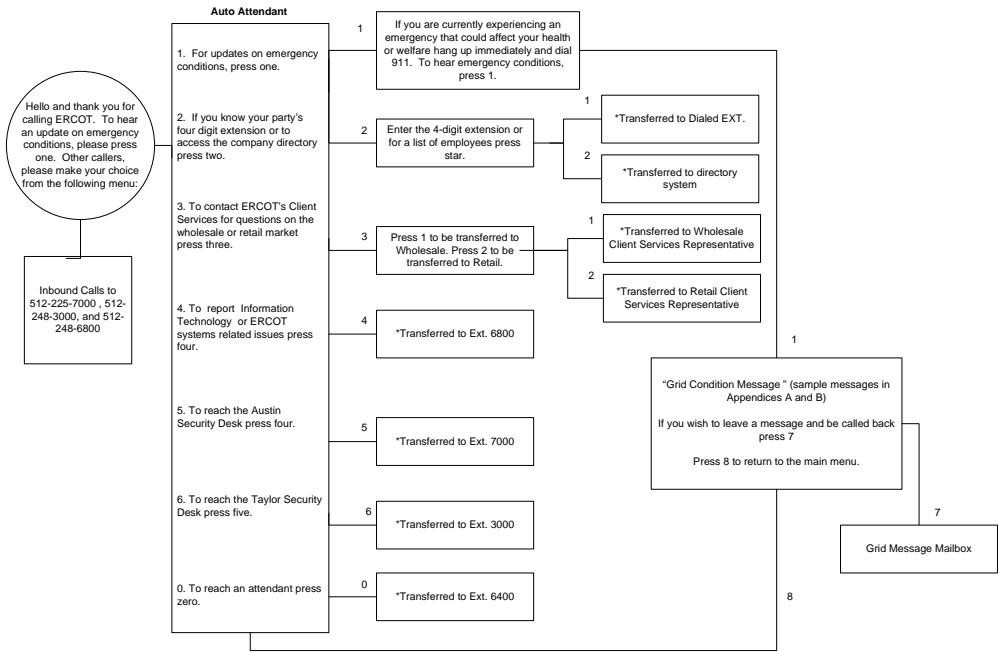 Auto Attendant
Hello and thank you for
calling ERCOT. To hear
an update on emergency
conditions, please press
one. Other callers,
please make your choice
from the following menu:
Inbound Calls to
512-225-7000 , 512-
248-3000, and 512-
248-6800
1. For updates on emergency
conditions, press one.
2. If you know your party's
four digit extension or to
access the company directory
press two.
3. To contact ERCOT's Client
Services for questions on the
wholesale or retail market
press three.
4. To report Information
Technology or ERCOT
systems related issues press
four.
5. To reach the Austin
Security Desk press four.
6. To reach the Taylor Security
Desk press five.
0. To reach an attendant press
zero.
1
If you are currently experiencing an
emergency that could affect your health
or welfare hang up immediately and dial
911. To hear emergency conditions,
press 1.
2
Enter the 4-digit extension or
for a list of employees press
star.
1
*Transferred to Dialed EXT.
2
*Transferred to directory
system
3
Press 1 to be transferred to
Wholesale. Press 2 to be
transferred to Retail.
1
*Transferred to Wholesale
Client Services Representative
2
*Transferred to Retail Client
Services Representative
4
*Transferred to Ext. 6800
5
*Transferred to Ext. 7000
6
*Transferred to Ext. 3000
0
*Transferred to Ext. 6400
1
“Grid Condition Message ” (sample messages in
Appendices A and B)
If you wish to leave a message and be called back
press 7
Press 8 to return to the main menu.
7
Grid Message Mailbox
8